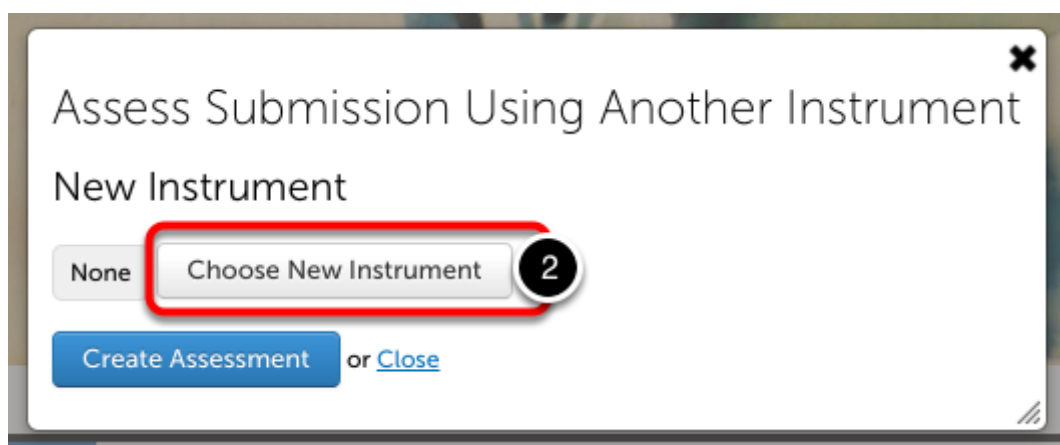 Assess Submission Using Another Instrument
New Instrument
None Choose New Instrument 2
Create Assessment or Close